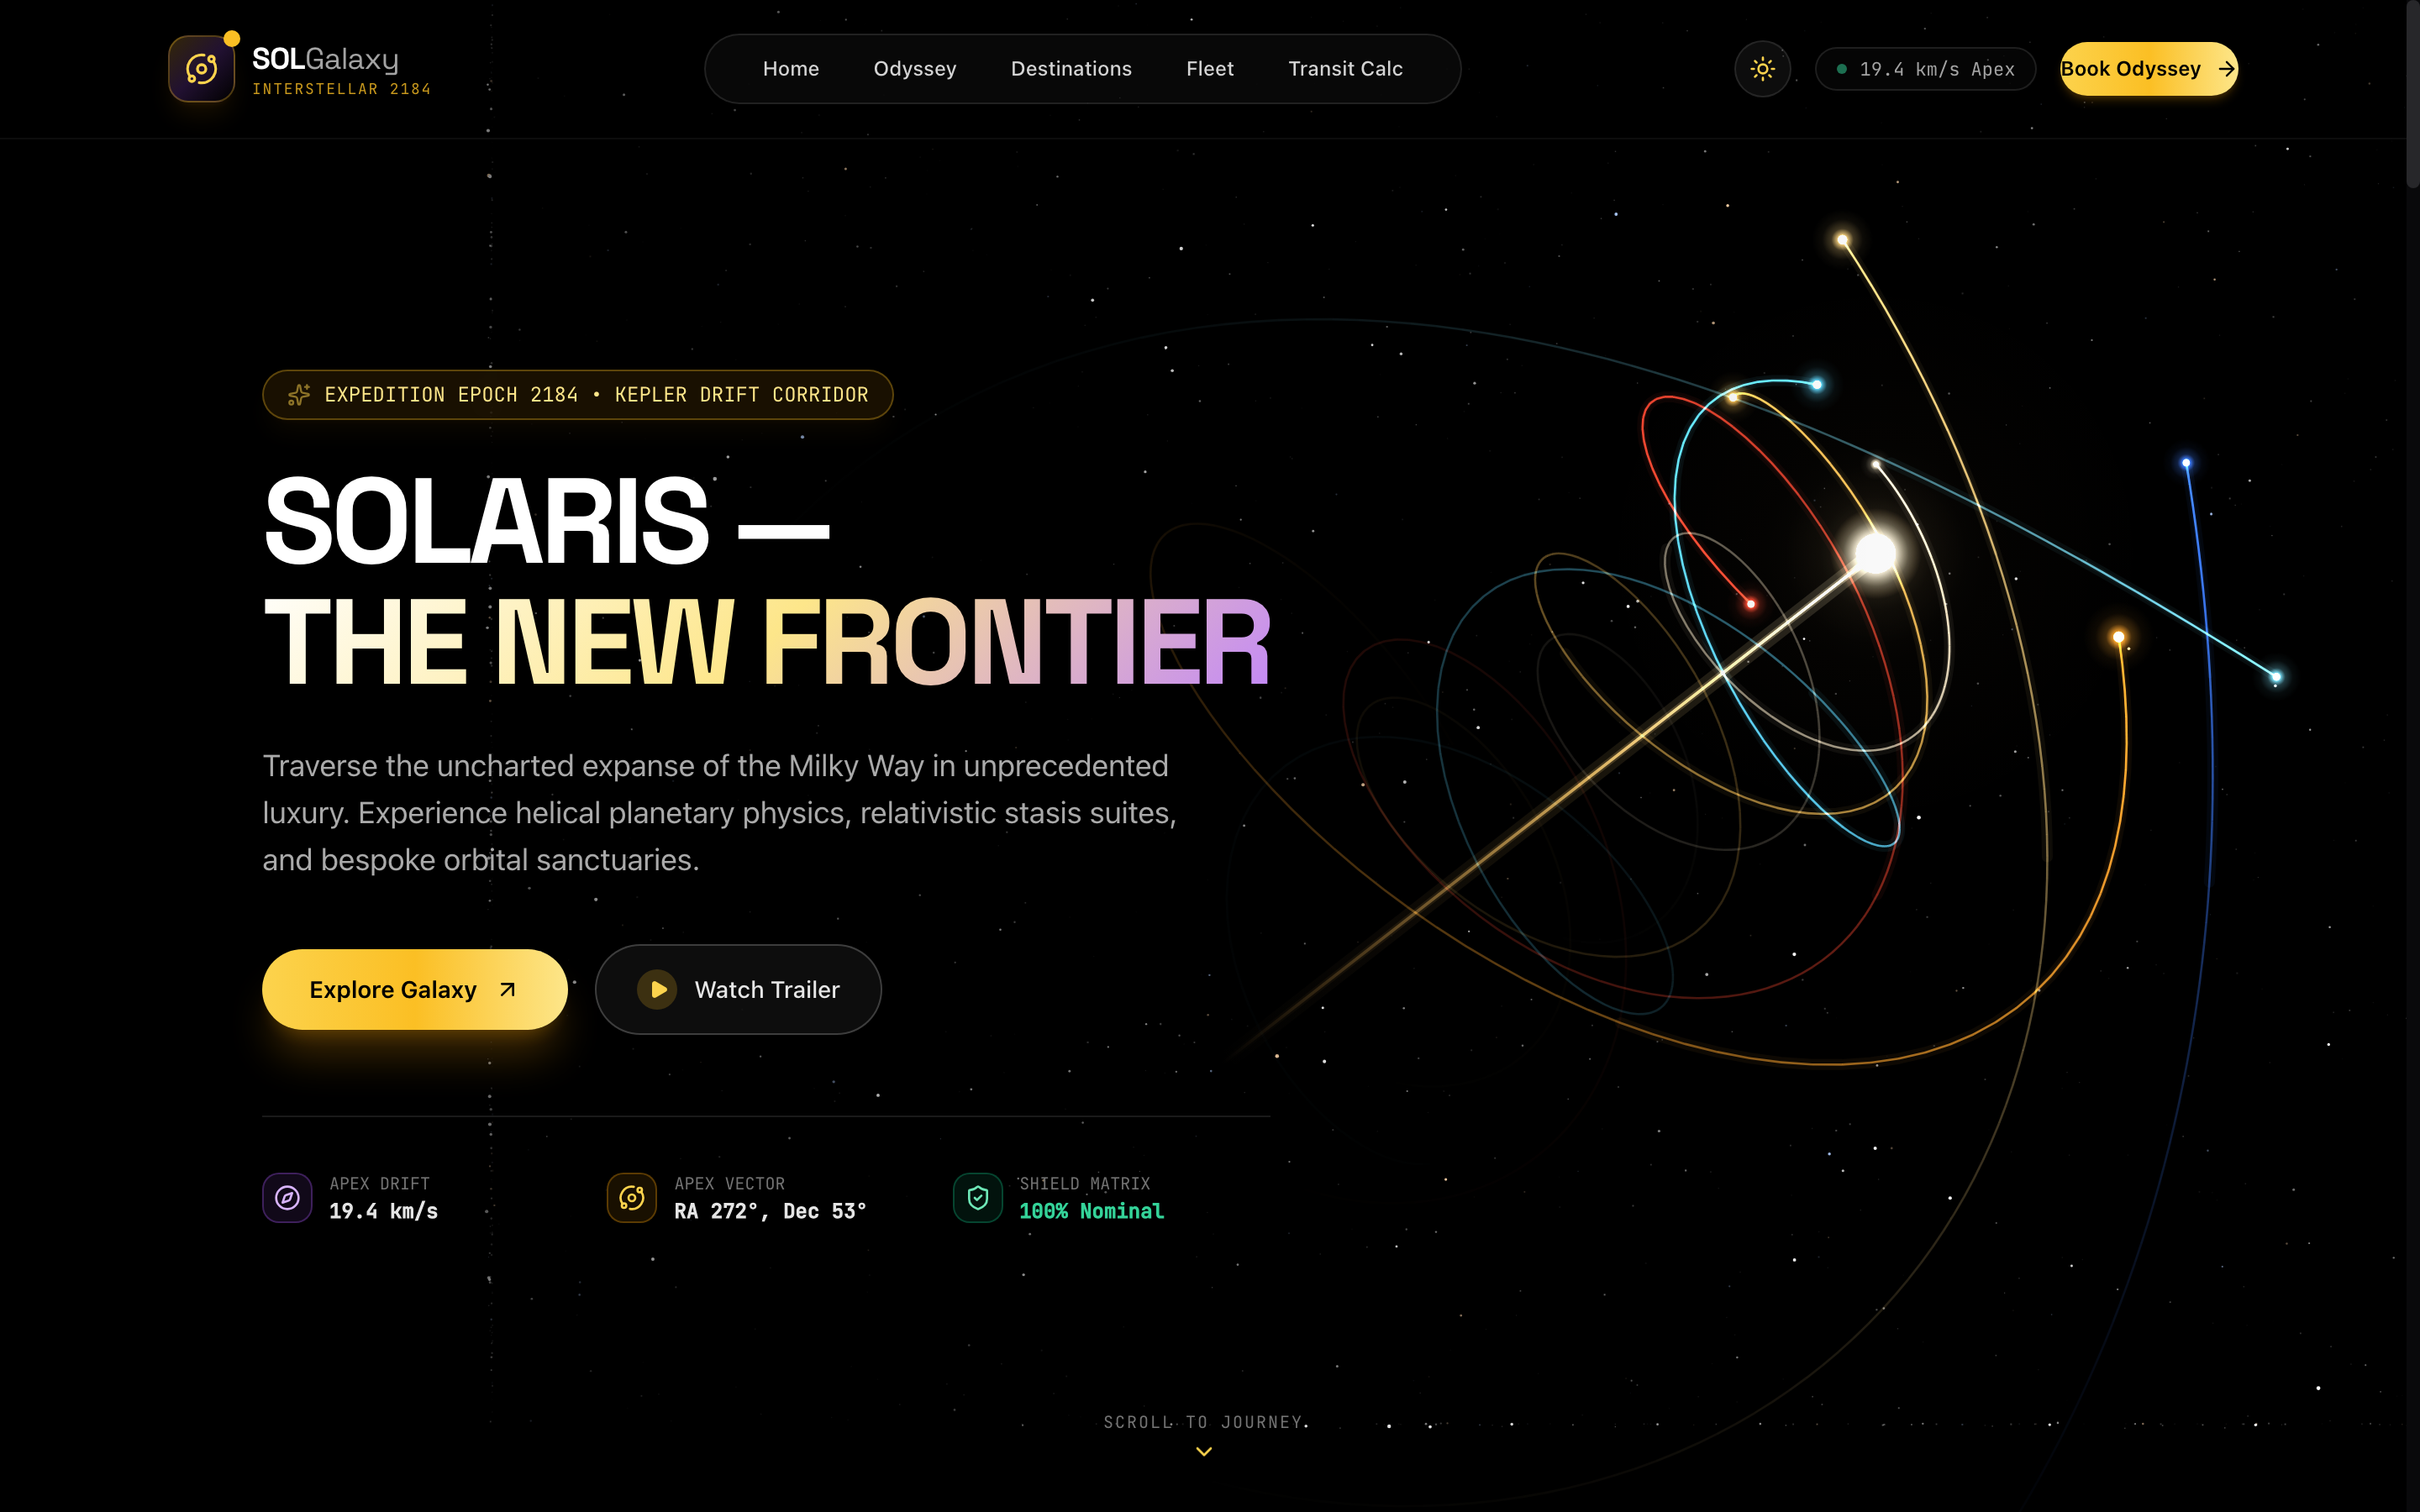 SOLGalaxy
INTERSTELLAR 2184
Home
Odyssey
Destinations
Fleet
Transit Calc
19.4 km/s Apex
Book Odyssey
EXPEDITION EPOCH 2184 • KEPLER DRIFT CORRIDOR
SOLARIS —
THE NEW FRONTIER
Traverse the uncharted expanse of the Milky Way in unprecedented
luxury. Experience helical planetary physics, relativistic stasis suites,
and bespoke orbital sanctuaries.
Explore Galaxy
Watch Trailer
APEX DRIFT
19.4 km/s
APEX VECTOR
RA 272°, Dec 53°
SHIELD MATRIX
100% Nominal
SCROLL TO JOURNEY